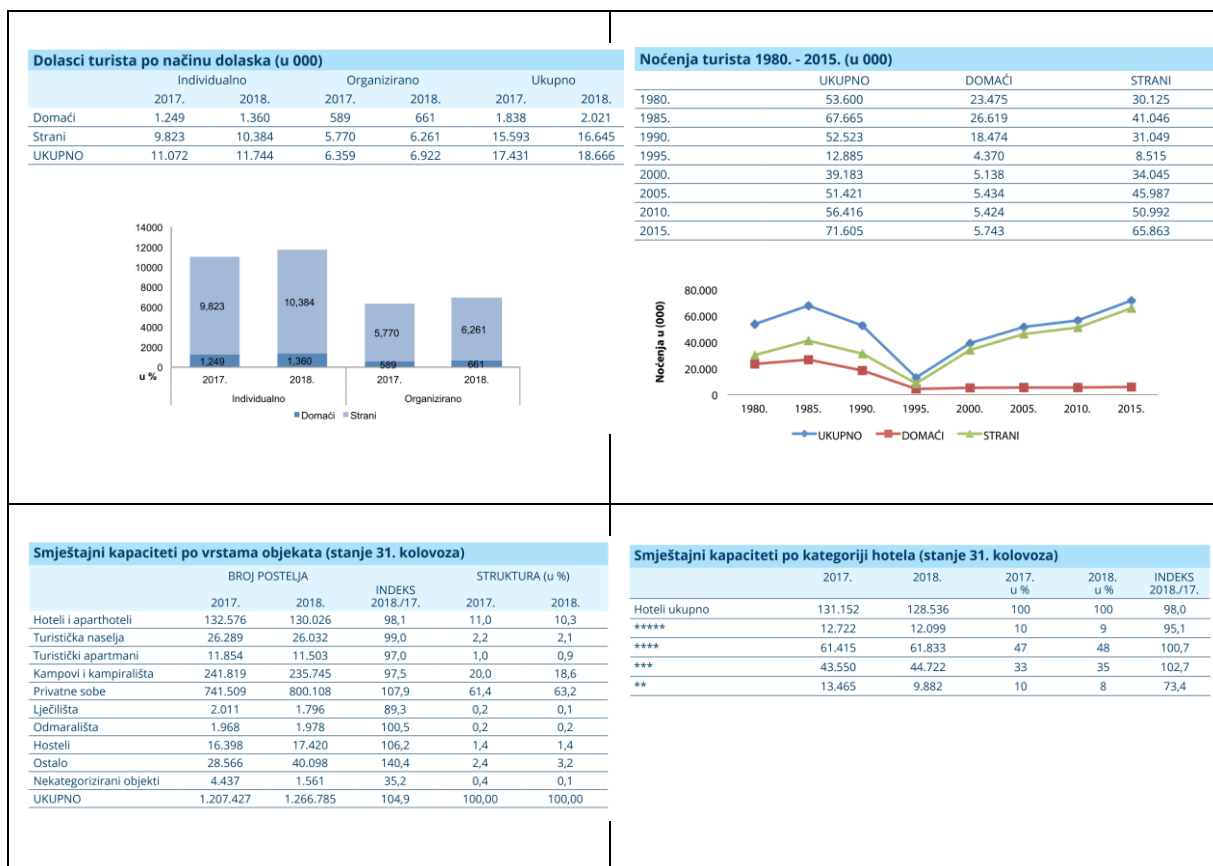 Dolasci turista po načinu dolaska (u 000)
Individualno Organizirano Ukupno
2017. 2018. 2017. 2018. 2017. 2018.
Domaći 1.249 1.360 589 661 1.838 2.021
Strani 9.823 10.384 5.770 6.261 15.593 16.645
UKUPNO 11.072 11.744 6.359 6.922 17.431 18.666
14000
12000
10000
8000
6000
4000
2000
0
u %
9,823 10,384 5,770 6,261
1,249 1,360 589 661
2017. 2018. 2017. 2018.
Individualno Organizirano
Domaći Strani
Noćenja turista 1980. - 2015. (u 000)
UKUPNO DOMAĆI STRANI
1980. 53.600 23.475 30.125
1985. 67.665 26.619 41.046
1990. 52.523 18.474 31.049
1995. 12.885 4.370 8.515
2000. 39.183 5.138 34.045
2005. 51.421 5.434 45.987
2010. 56.416 5.424 50.992
2015. 71.605 5.743 65.863
Noćenja u (000)
80.000
60.000
40.000
20.000
0
1980. 1985. 1990. 1995. 2000. 2005. 2010. 2015.
UKUPNO DOMAĆI STRANI
Smještajni kapaciteti po vrstama objekata (stanje 31. kolovoza)
BROJ POSTELJA INDEKS STRUKTURA (u %)
2017. 2018. 2018./17. 2017. 2018.
Hoteli i aparthoteli 132.576 130.026 98,1 11,0 10,3
Turistička naselja 26.289 26.032 99,0 2,2 2,1
Turistički apartmani 11.854 11.503 97,0 1,0 0,9
Kampovi i kampirališta 241.819 235.745 97,5 20,0 18,6
Privatne sobe 741.509 800.108 107,9 61,4 63,2
Lječilišta 2.011 1.796 89,3 0,2 0,1
Odmarališta 1.968 1.978 100,5 0,2 0,2
Hosteli 16.398 17.420 106,2 1,4 1,4
Ostalo 28.566 40.098 140,4 2,4 3,2
Nekategorizirani objekti 4.437 1.561 35,2 0,4 0,1
UKUPNO 1.207.427 1.266.785 104,9 100,00 100,00
Smještajni kapaciteti po kategoriji hotela (stanje 31. kolovoza)
2017. 2018. 2017. 2018. INDEKS
u % u % 2018./17.
Hoteli ukupno 131.152 128.536 100 100 98,0
***** 12.722 12.099 10 9 95,1
**** 61.415 61.833 47 48 100,7
*** 43.550 44.722 33 35 102,7
** 13.465 9.882 10 8 73,4